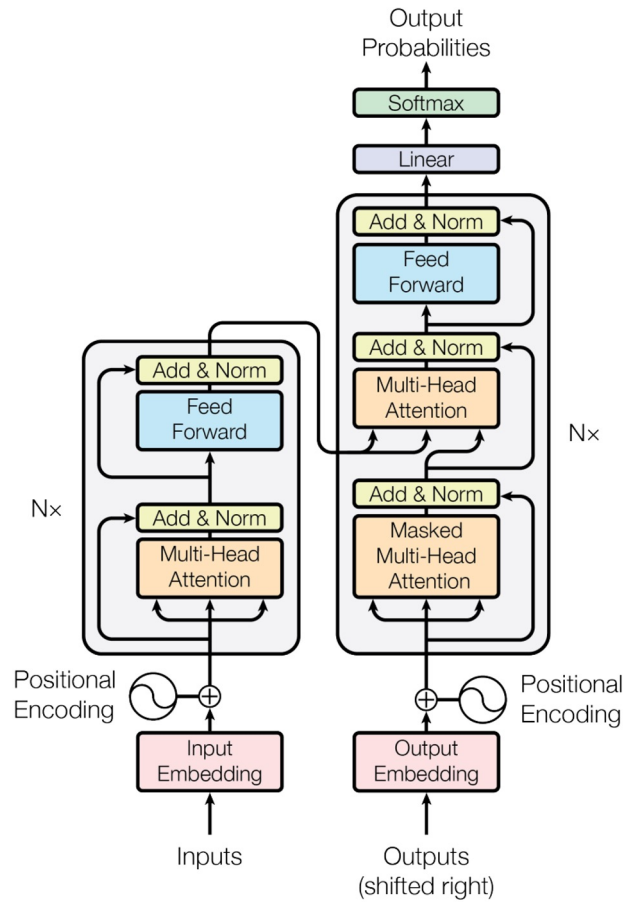 Output
Probabilities
Softmax
Linear
Add & Norm
Feed
Forward
Add & Norm
Multi-Head
Attention
Add & Norm
Masked
Multi-Head
Attention
N×
Add & Norm
Feed
Forward
Add & Norm
Multi-Head
Attention
N×
Positional
Encoding
Positional
Encoding
Input
Embedding
Output
Embedding
Inputs
Outputs
(shifted right)